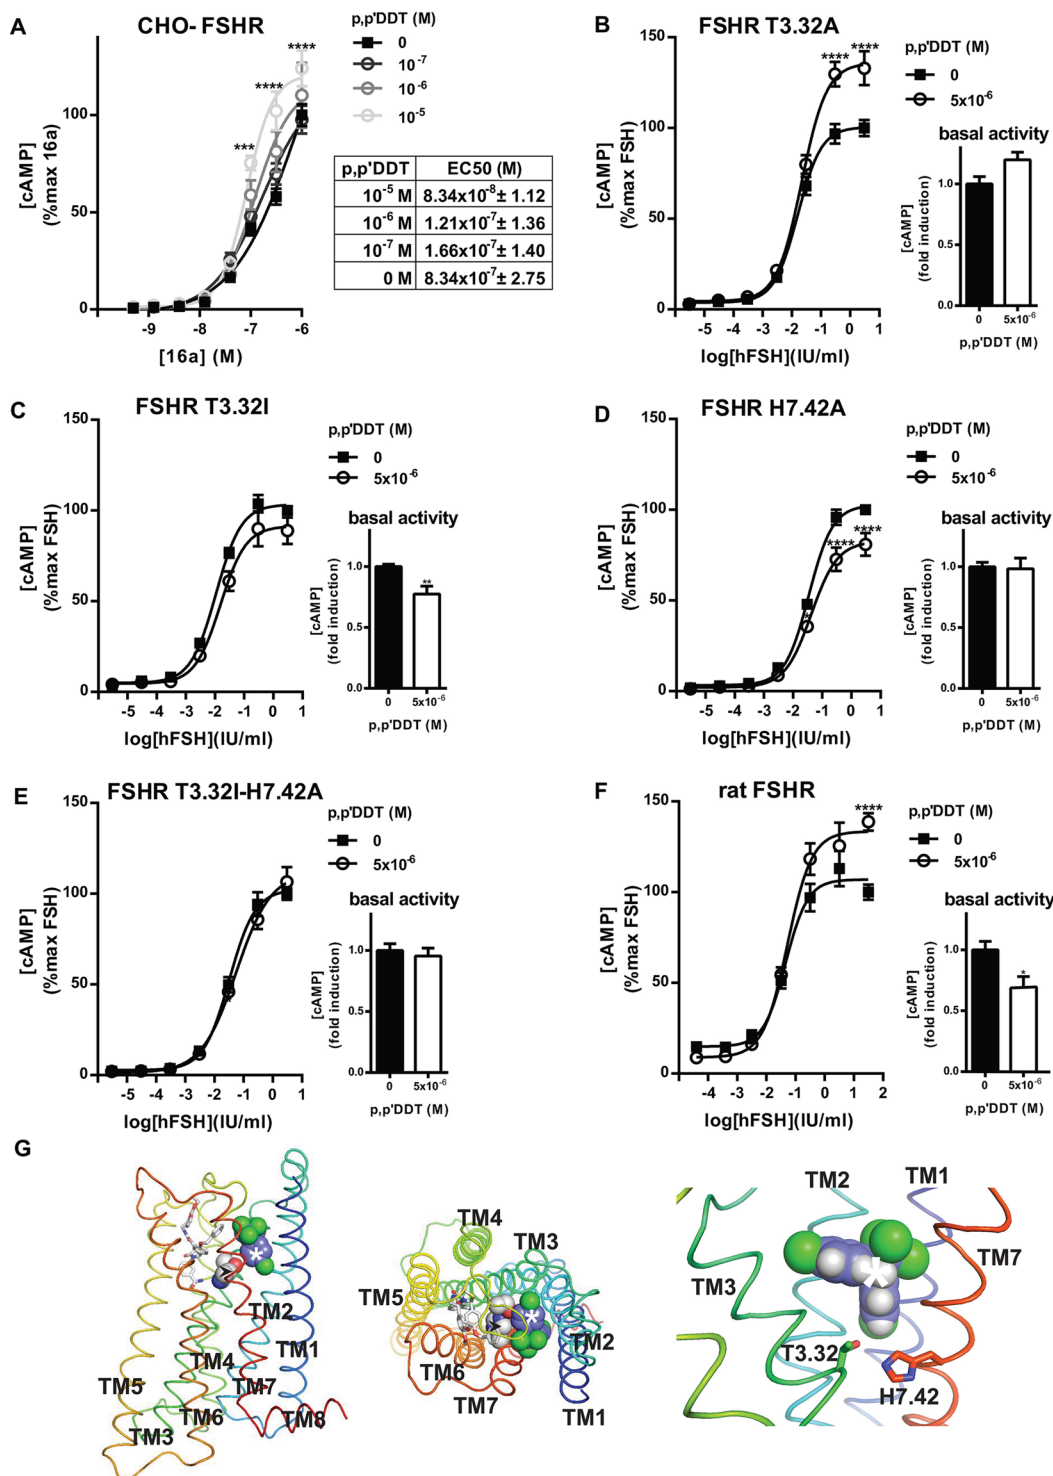 A
CHO- FSHR
p,p'DDT (M)
0
10-7
10-6
10-5
****
****
***
[cAMP]
(%max 16a)
100
50
0
-9 -8 -7 -6
[16a] (M)
p,p'DDT EC50 (M)
10-5 M 8.34x10-8± 1.12
10-6 M 1.21x10-7± 1.36
10-7 M 1.66x10-7± 1.40
0 M 8.34x10-7± 2.75
B
FSHR T3.32A
p,p'DDT (M)
0
5x10-6
**** ****
[cAMP]
(%max FSH)
150
100
50
0
-5 -4 -3 -2 -1 0 1
log[hFSH](IU/ml)
basal activity
[cAMP]
(fold induction)
1.0
0.5
0.0
0 5x10-6
p,p'DDT (M)
C
FSHR T3.32I
p,p'DDT (M)
0
5x10-6
[cAMP]
(%max FSH)
150
100
50
0
-5 -4 -3 -2 -1 0 1
log[hFSH](IU/ml)
basal activity
[cAMP]
(fold induction)
1.0
0.5
0.0
**
0 5x10-6
p,p'DDT (M)
D
FSHR H7.42A
p,p'DDT (M)
0
5x10-6
****
****
*
[cAMP]
(%max FSH)
150
100
50
0
-5 -4 -3 -2 -1 0 1
log[hFSH](IU/ml)
basal activity
[cAMP]
(fold induction)
1.0
0.5
0.0
0 5x10-6
p,p'DDT (M)
E
FSHR T3.32I-H7.42A
p,p'DDT (M)
0
5x10-6
[cAMP]
(%max FSH)
150
100
50
0
-5 -4 -3 -2 -1 0 1
log[hFSH](IU/ml)
basal activity
[cAMP]
(fold induction)
1.0
0.5
0.0
0 5x10-6
p,p'DDT (M)
F
rat FSHR
p,p'DDT (M)
0
5x10-6
****
[cAMP]
(%max FSH)
150
100
50
0
-4 -3 -2 -1 0 1 2
log[hFSH](IU/ml)
basal activity
[cAMP]
(fold induction)
1.0
0.5
0.0
*
0 5x10-6
p,p'DDT (M)
G
*
>
TM2
TM1
TM4
TM5
TM7
TM6
TM8
TM3
TM4
TM3
TM5
*
>
TM2
TM6
TM7
TM1
TM2
TM1
TM7
TM3
*
T3.32
H7.42